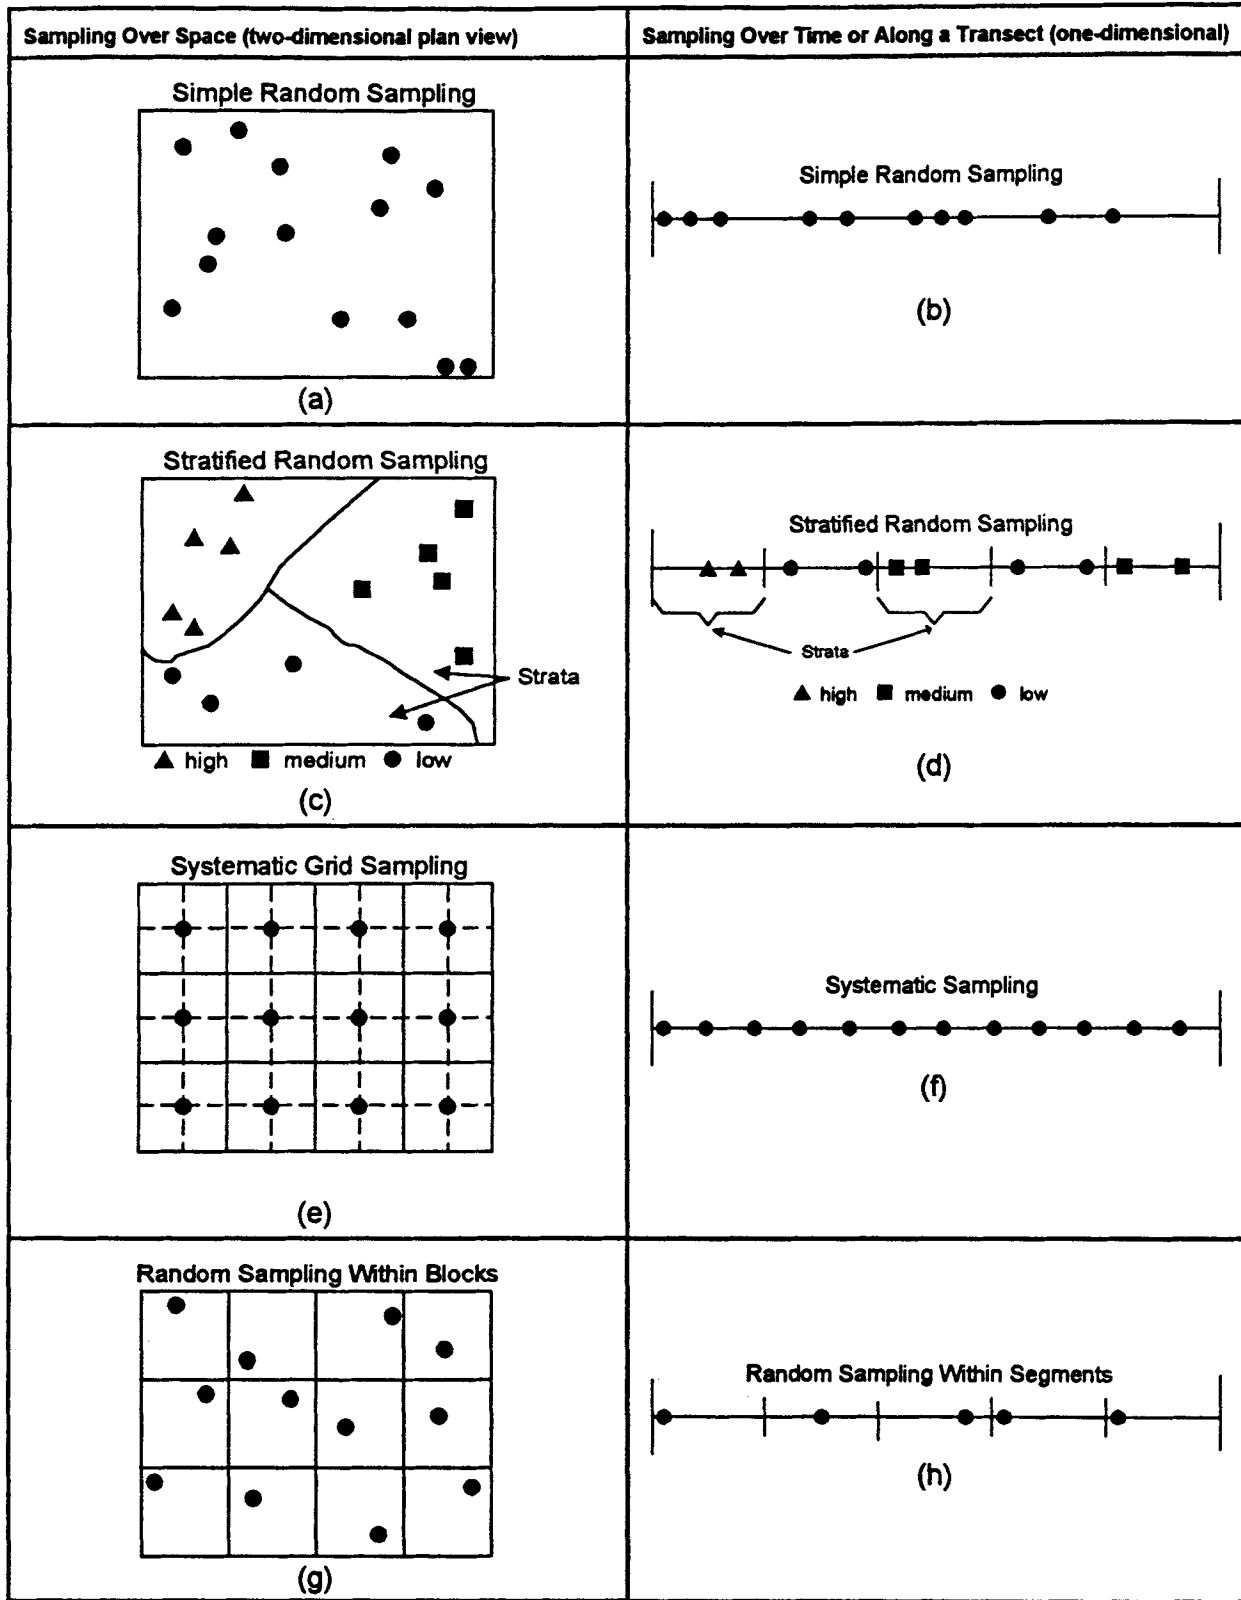 Sampling Over Space (two-dimensional plan view)
Sampling Over Time or Along a Transect (one-dimensional)
Simple Random Sampling
(a)
Simple Random Sampling
(b)
Stratified Random Sampling
Strata
high medium low
(c)
Stratified Random Sampling
Strata
high medium low
(d)
Systematic Grid Sampling
(e)
Systematic Sampling
(f)
Random Sampling Within Blocks
(g)
Random Sampling Within Segments
(h)